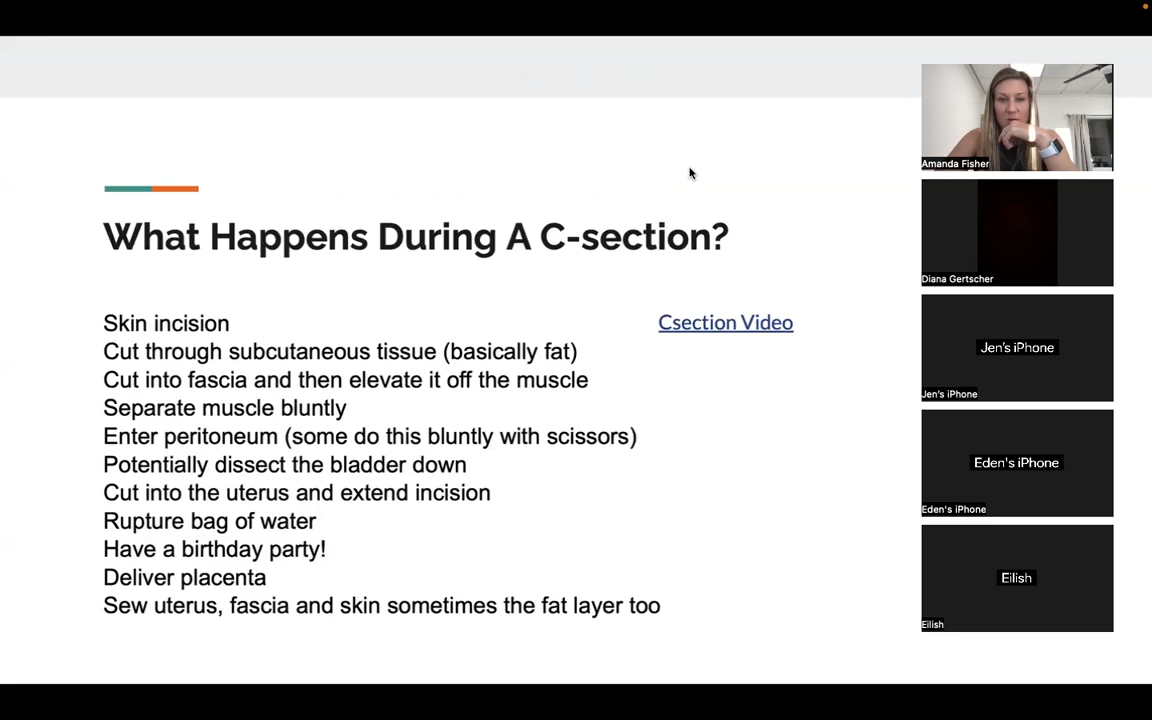 What Happens During A C-section?
Skin incision
Csection Video
Cut through subcutaneous tissue (basically fat)
Cut into fascia and then elevate it off the muscle
Separate muscle bluntly
Enter peritoneum (some do this bluntly with scissors)
Potentially dissect the bladder down
Cut into the uterus and extend incision
Rupture bag of water
Have a birthday party!
Deliver placenta
Sew uterus, fascia and skin sometimes the fat layer too
Amanda Fisher
Diana Gertscher
Jen's iPhone
Jen's iPhone
Eden's iPhone
Eden's iPhone
Eilish
Eilish